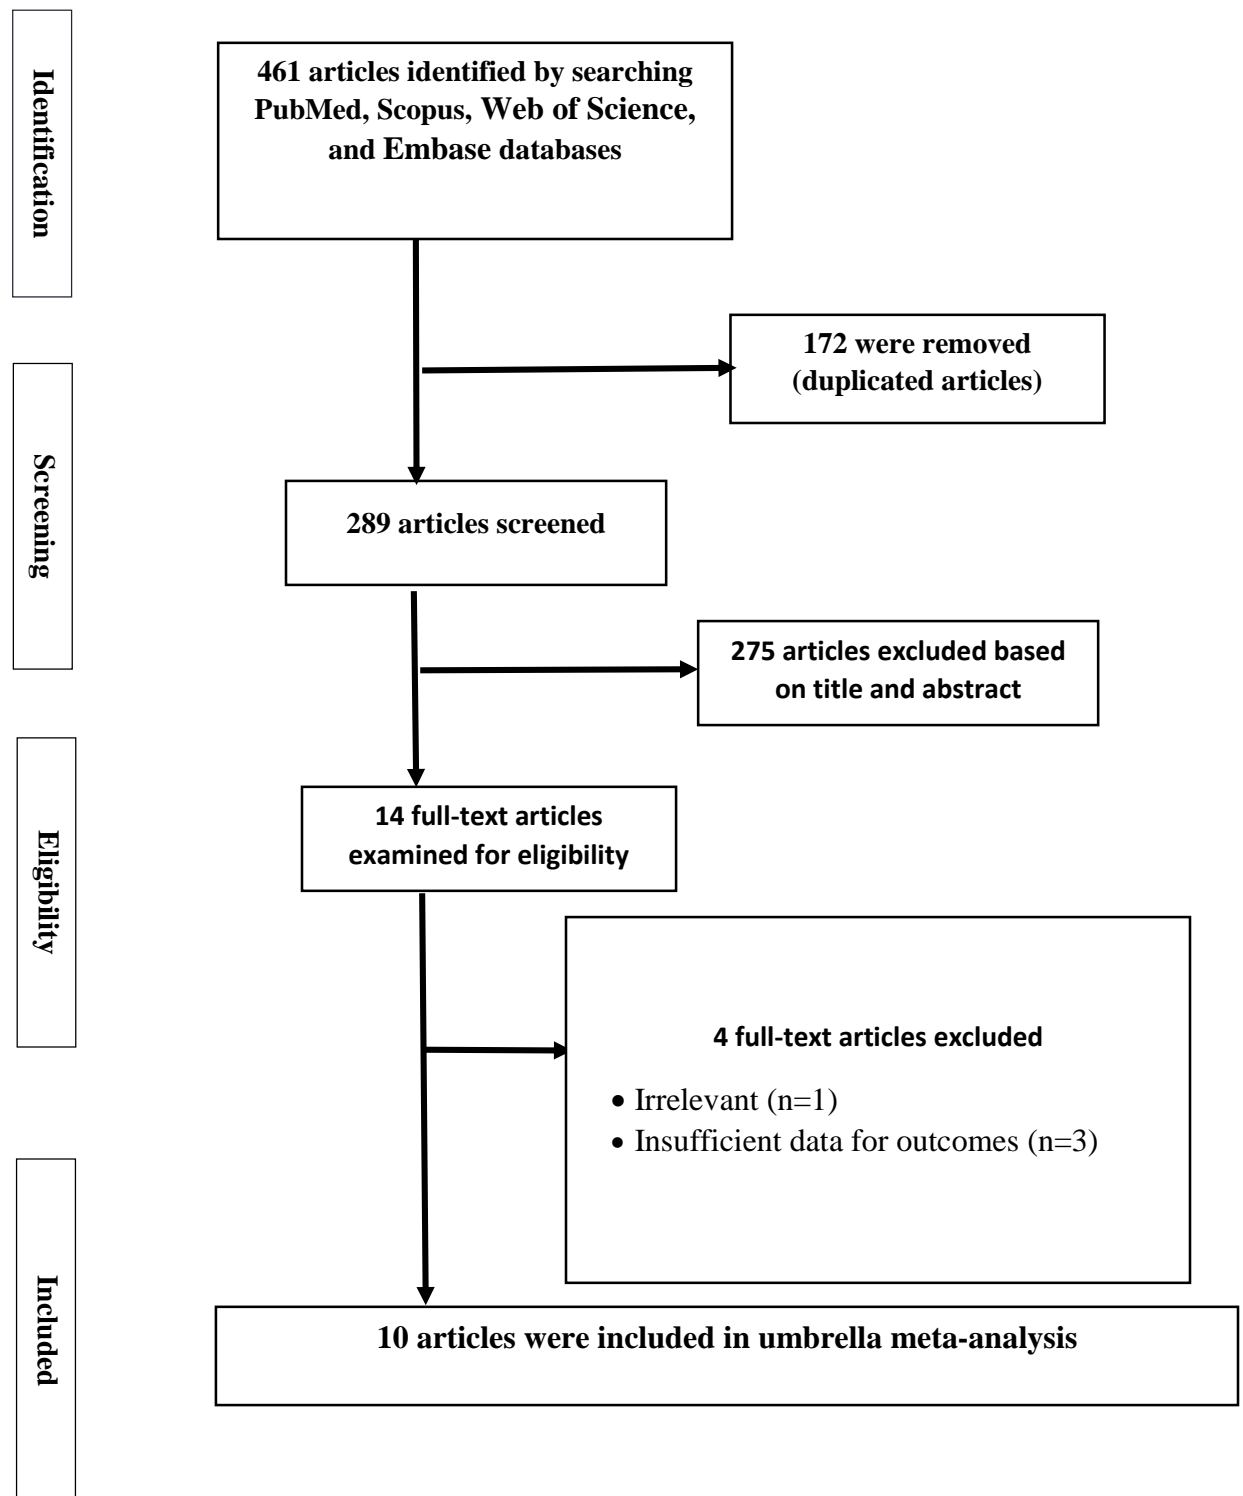 Identification
461 articles identified by searching
PubMed, Scopus, Web of Science,
and Embase databases
172 were removed
(duplicated articles)
Screening
289 articles screened
275 articles excluded based
on title and abstract
Eligibility
14 full-text articles
examined for eligibility
4 full-text articles excluded
• Irrelevant (n=1)
• Insufficient data for outcomes (n=3)
Included
10 articles were included in umbrella meta-analysis